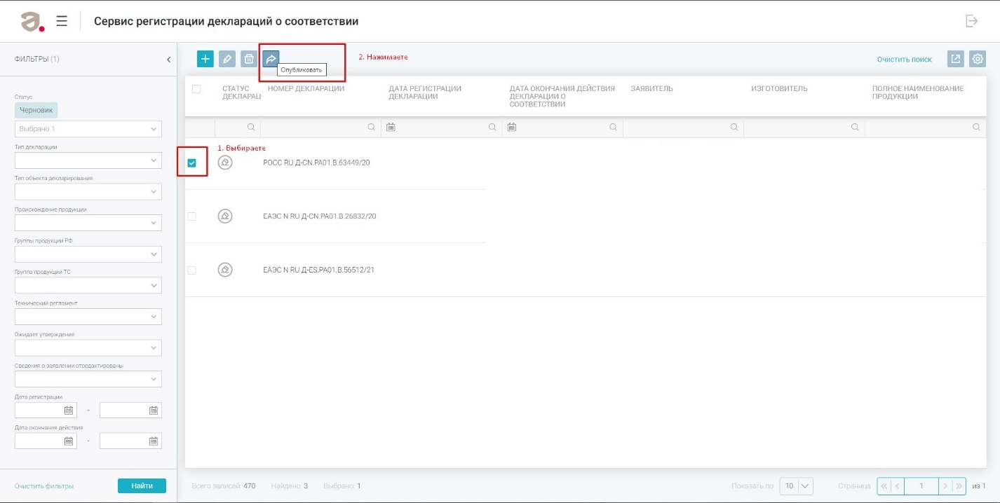 Сервис регистрации деклараций о соответствии
ФИЛЬТРЫ (1)
2. Нажимаете
Опубликовать
Очистить поиск
СТАТУС ДЕКЛАРАЦ
НОМЕР ДЕКЛАРАЦИИ
ДАТА РЕГИСТРАЦИИ
ДЕКЛАРАЦИИ
ДАТА ОКОНЧАНИЯ ДЕЙСТВИЯ
ДЕКЛАРАЦИИ О
СООТВЕТСТВИИ
ЗАЯВИТЕЛЬ
ИЗГОТОВИТЕЛЬ
ПОЛНОЕ НАИМЕНОВАНИЕ
ПРОДУКЦИИ
Статус
Черновик
Выбрано 1
Тип декларации
Тип объекта декларирования
Происхождение продукции
Группы продукции РФ
Группа продукции ТС
Технический регламент
Ожидает утверждения
Сведения о заявлении отредактированы
Дата регистрации
-
Дата окончания действия
-
Очистить фильтры
Найти
1. Выбираете
РОСС RU Д-CN.РА01.В.63449/20
ЕАЭС N RU Д-CN.РА01.В.26832/20
ЕАЭС N RU Д-ES.РА01.В.56512/21
Всего записей: 470
Найдено: 3
Выбрано: 1
Показать по
10
Страница
1
из 1